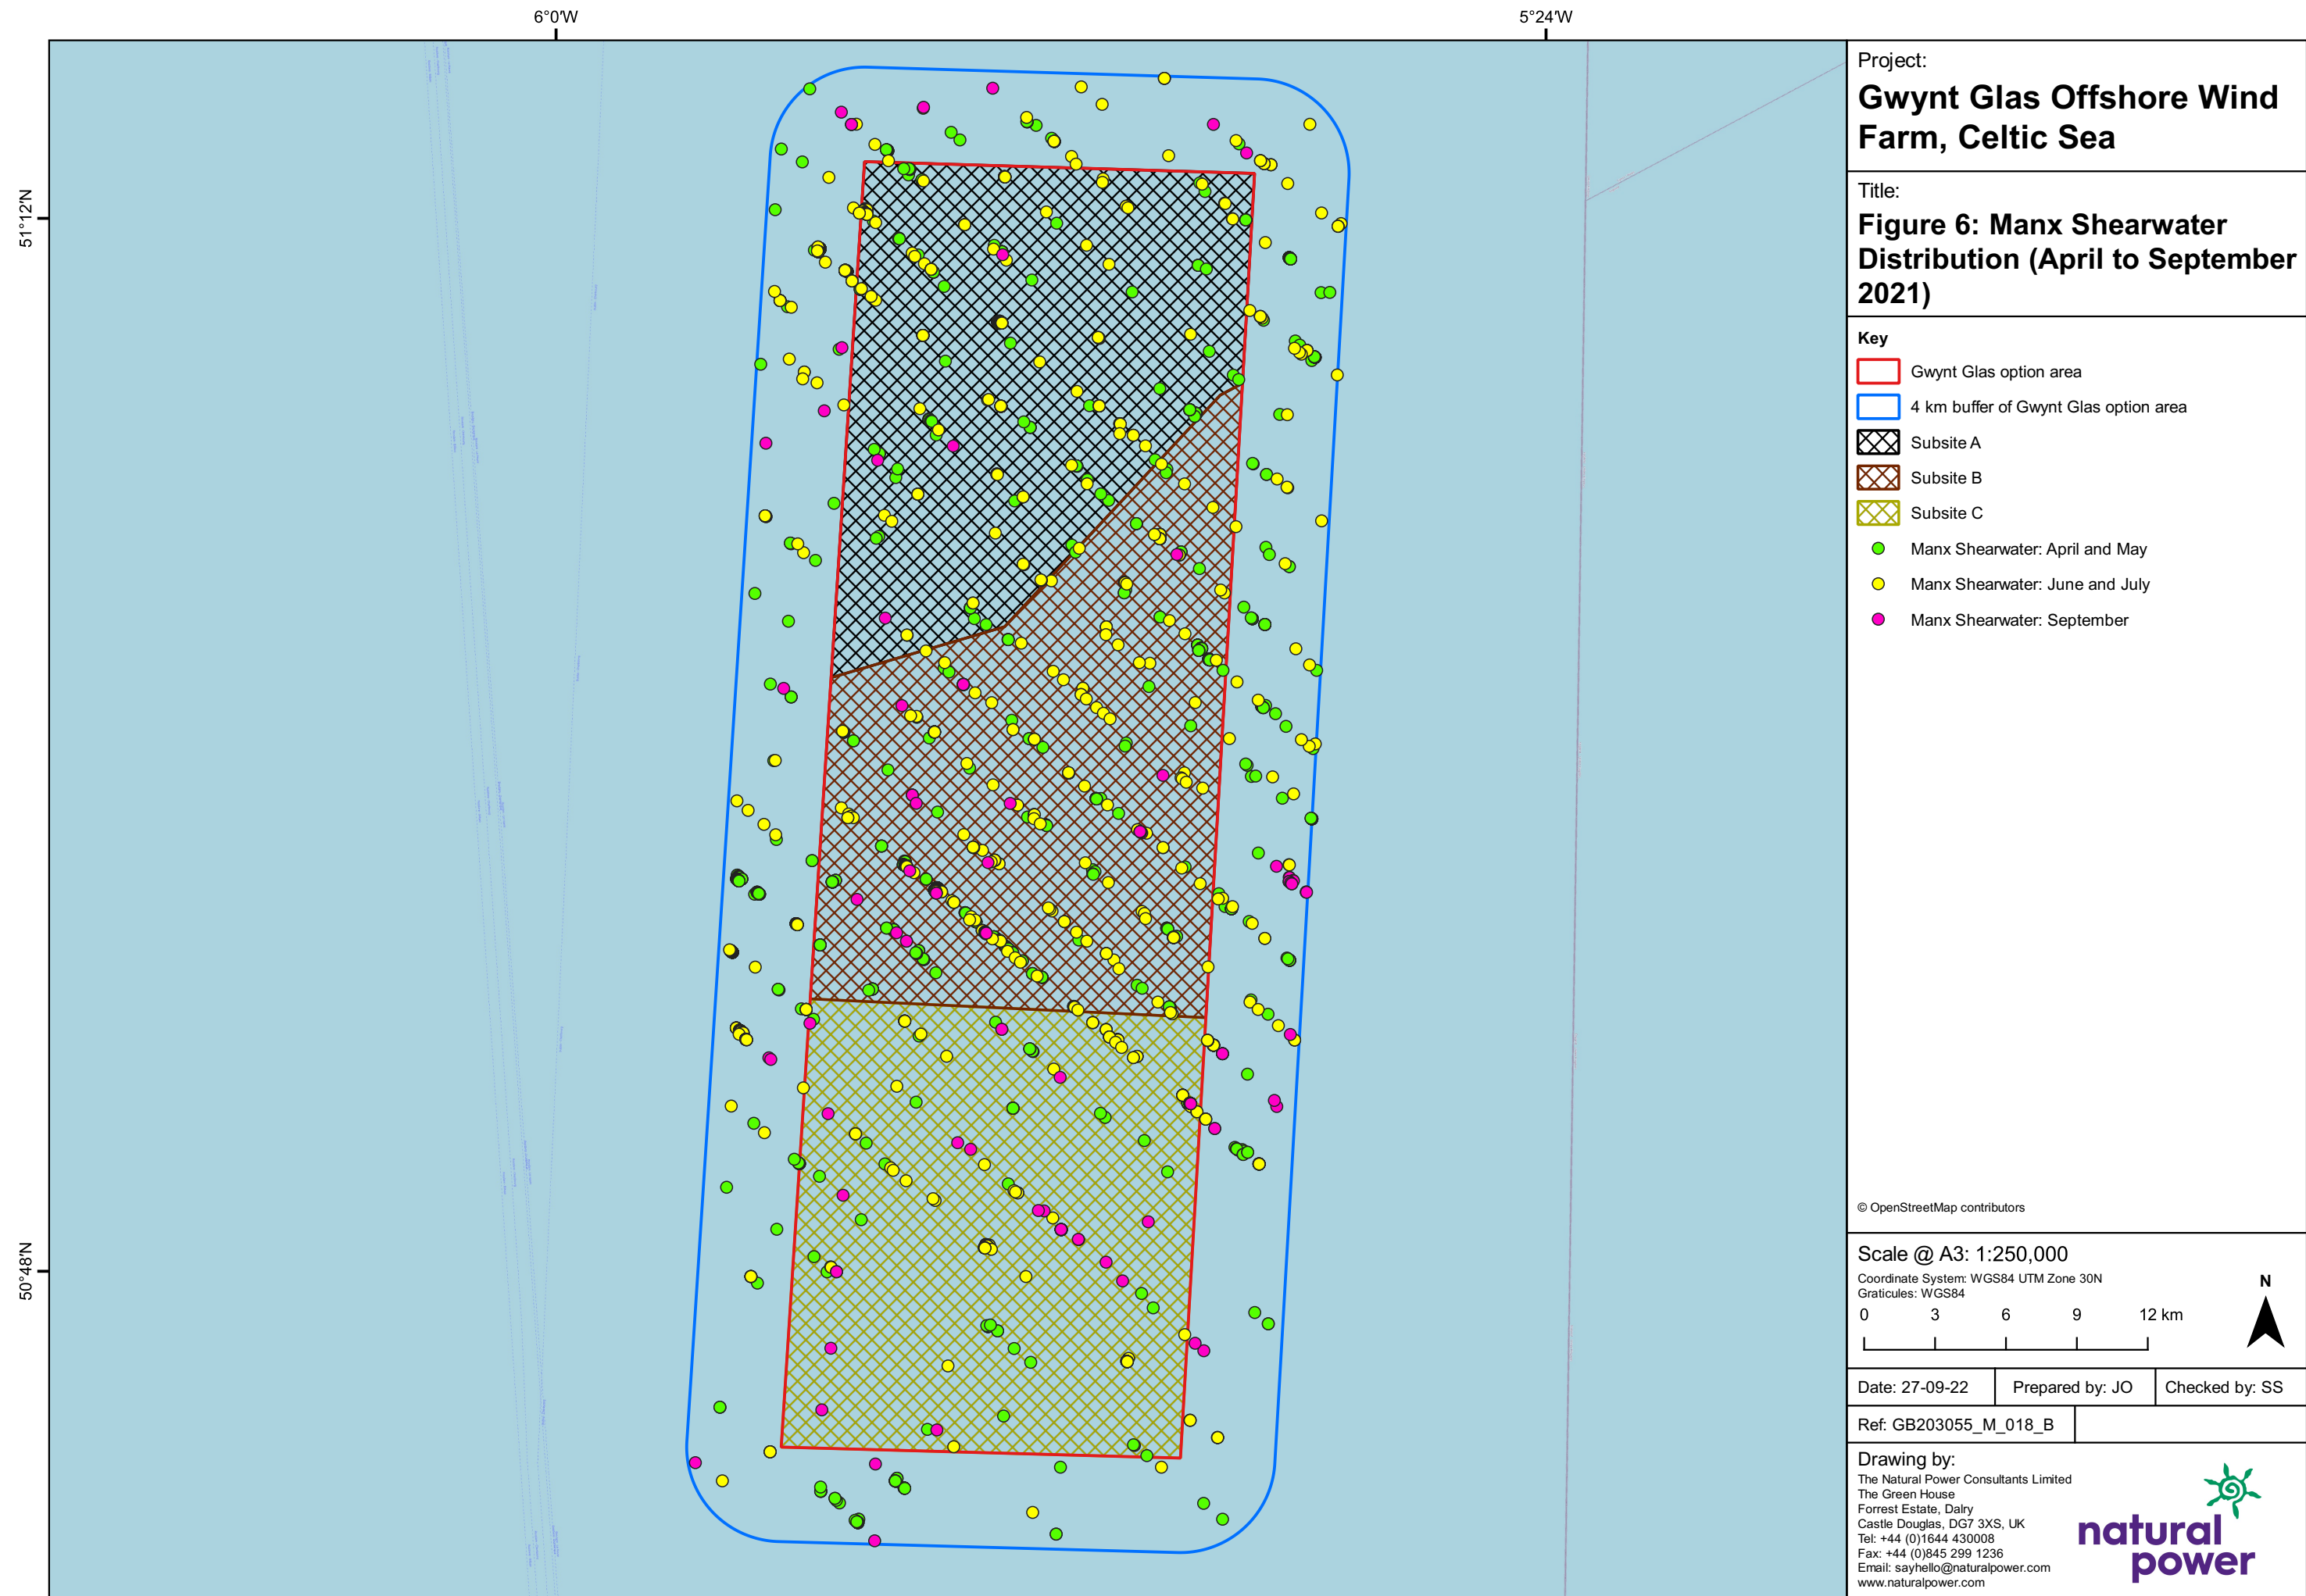 6°0′W
5°24′W
51°12′N
50°48′N
Project:
Gwynt Glas Offshore Wind
Farm, Celtic Sea
Title:
Figure 6: Manx Shearwater
Distribution (April to September
2021)
Key
Gwynt Glas option area
4 km buffer of Gwynt Glas option area
Subsite A
Subsite B
Subsite C
Manx Shearwater: April and May
Manx Shearwater: June and July
Manx Shearwater: September
© OpenStreetMap contributors
Scale @ A3: 1:250,000
Coordinate System: WGS84 UTM Zone 30N
Graticules: WGS84
0 3 6 9 12 km
N
Date: 27-09-22 Prepared by: JO Checked by: SS
Ref: GB203055_M_018_B
Drawing by:
The Natural Power Consultants Limited
The Green House
Forrest Estate, Dalry
Castle Douglas, DG7 3XS, UK
Tel: +44 (0)1644 430008
Fax: +44 (0)845 299 1236
Email: sayhello@naturalpower.com
www.naturalpower.com
natural
power